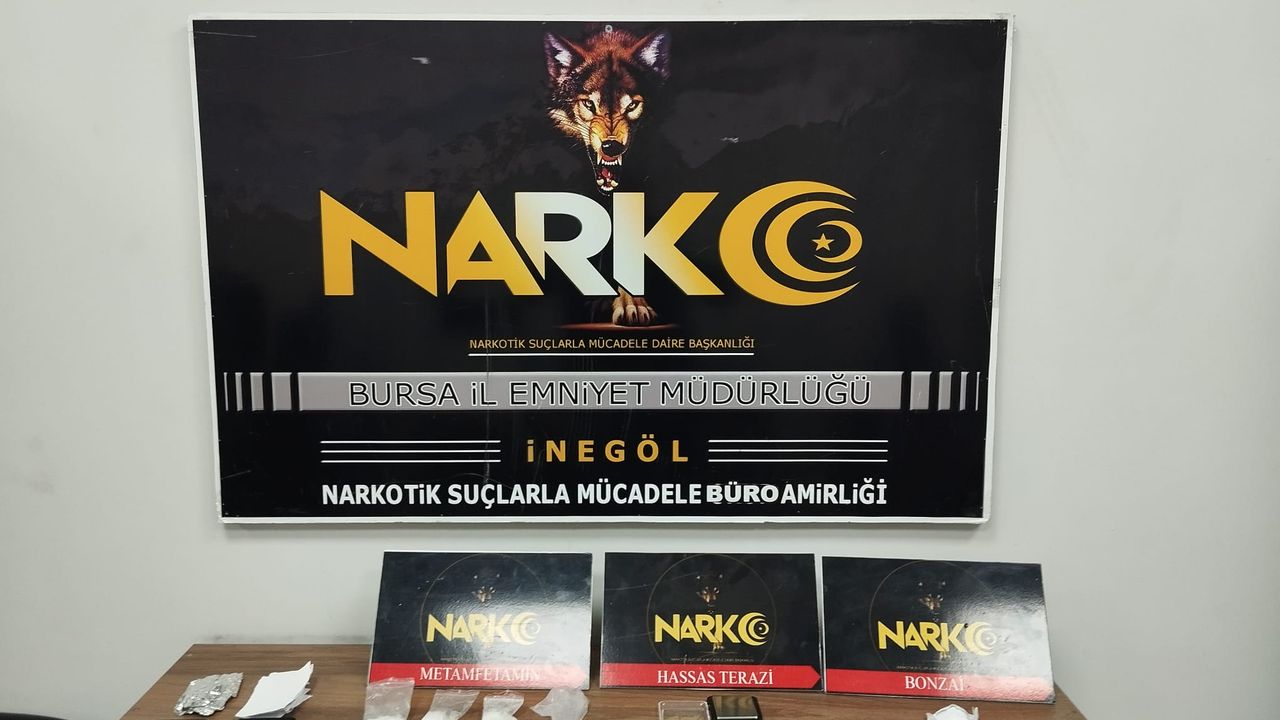 NARKO
NARKOTİK SUÇLARLA MÜCADELE DAİRE BAŞKANLIĞI
BURSA İL EMNİYET MÜDÜRLÜĞÜ
İNEGÖL
NARKOTİK SUÇLARLA MÜCADELE BÜRO AMİRLİĞİ
NARKO
METAMFETAMİN
NARKO
HASSAS TERAZİ
NARKO
BONZAİ